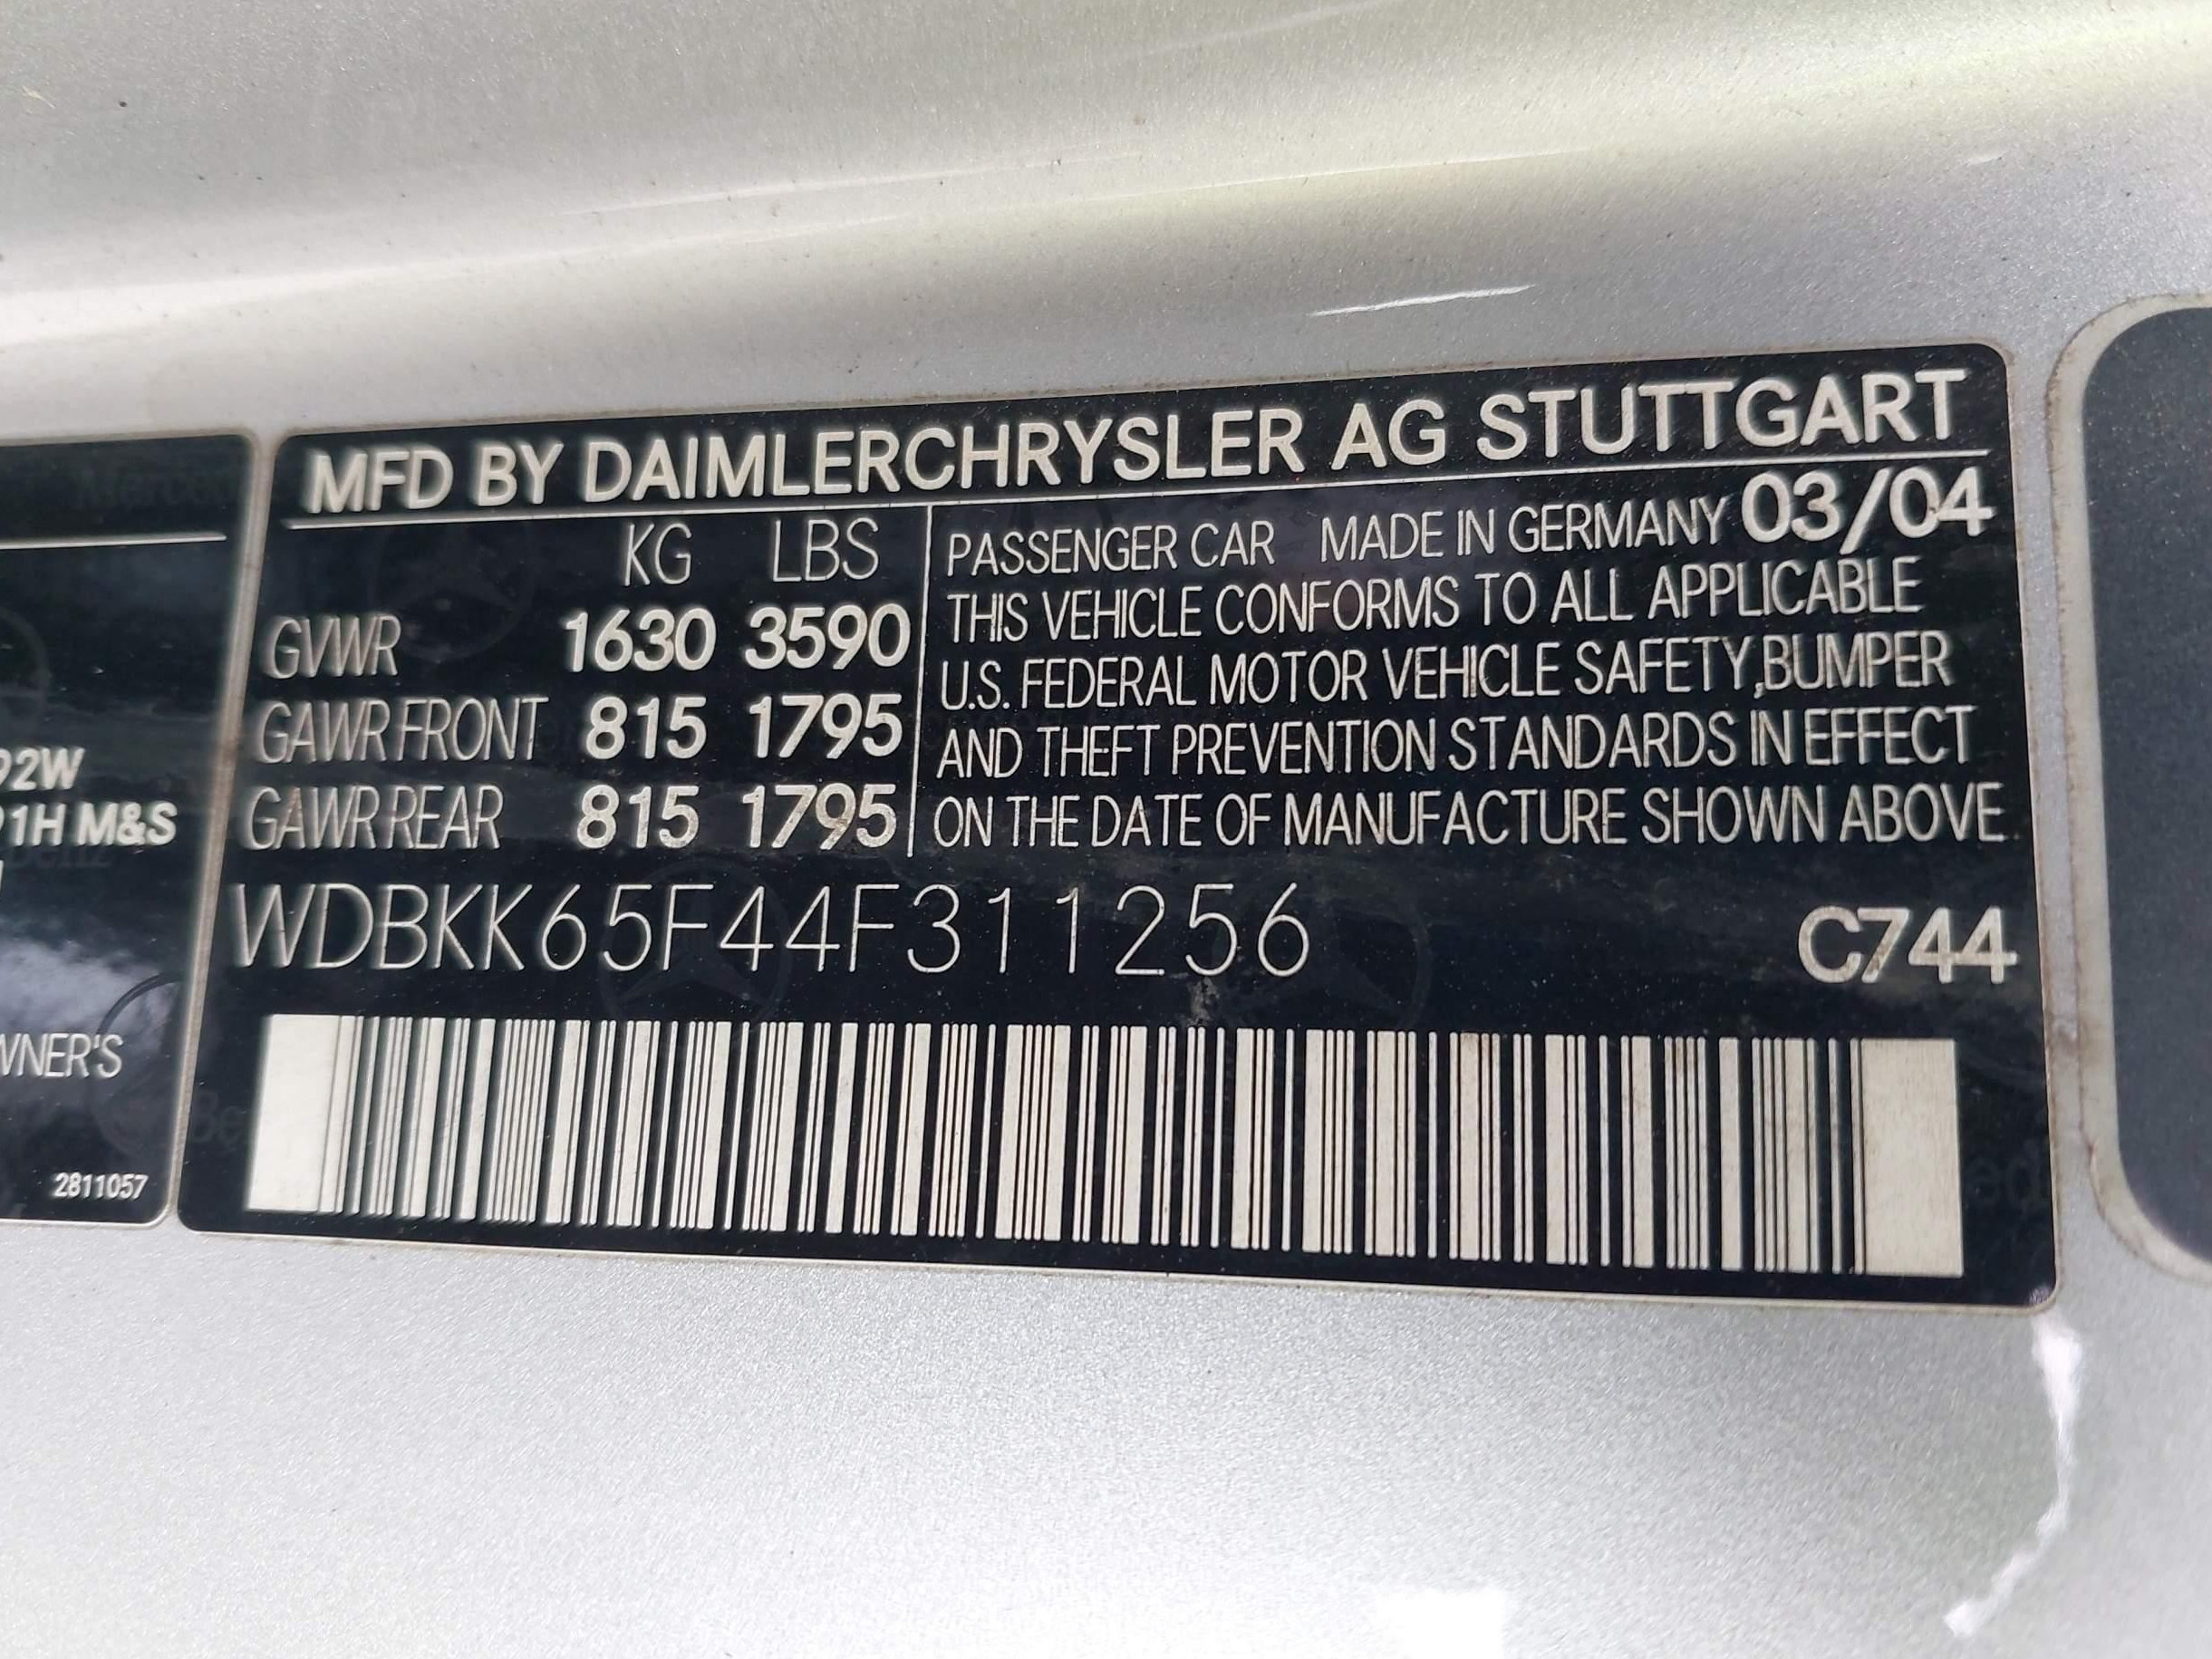 MFD BY DAIMLERCHRYSLER AG STUTTGART
KG LBS
GVWR 1630 3590
GAWR FRONT 815 1795
GAWR REAR 815 1795
PASSENGER CAR MADE IN GERMANY 03/04
THIS VEHICLE CONFORMS TO ALL APPLICABLE
U.S. FEDERAL MOTOR VEHICLE SAFETY,BUMPER
AND THEFT PREVENTION STANDARDS IN EFFECT
ON THE DATE OF MANUFACTURE SHOWN ABOVE.
WDBKK65F44F311256
C744
92W
91H M&S
WNER'S
2811057